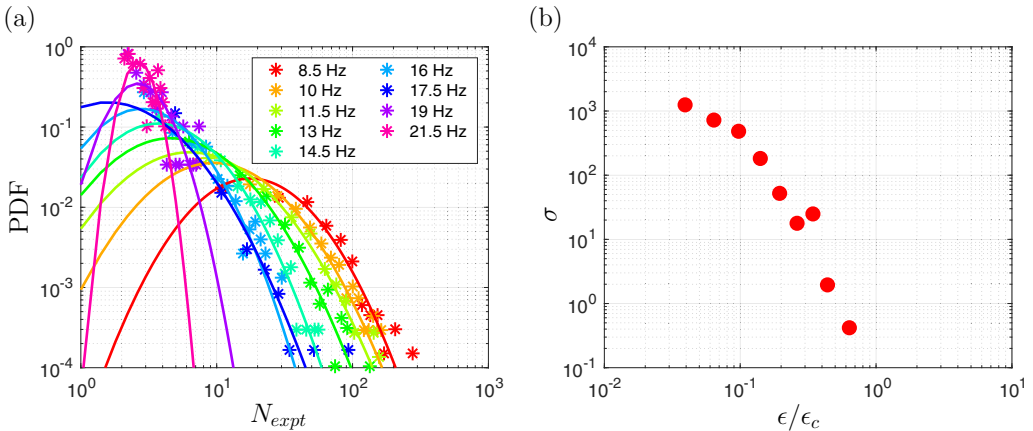 (a)
PDF
10^0
10^-1
10^-2
10^-3
10^-4
8.5 Hz
10 Hz
11.5 Hz
13 Hz
14.5 Hz
16 Hz
17.5 Hz
19 Hz
21.5 Hz
10^0 10^1 10^2 10^3
N_expt
(b)
σ
10^4
10^3
10^2
10^1
10^0
10^-1
10^-2 10^-1 10^0 10^1
ϵ/ϵ_c